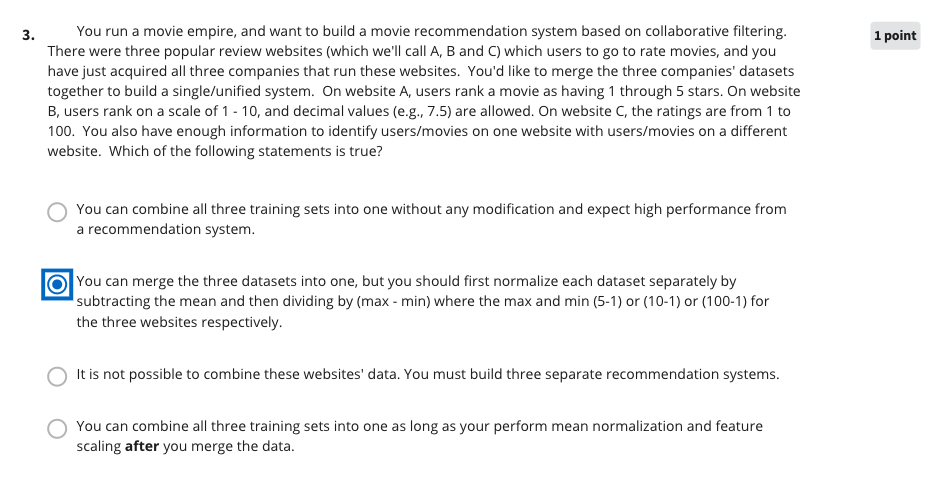 3.
You run a movie empire, and want to build a movie recommendation system based on collaborative filtering.
1 point
There were three popular review websites (which we'll call A, B and C) which users to go to rate movies, and you
have just acquired all three companies that run these websites. You'd like to merge the three companies' datasets
together to build a single/unified system. On website A, users rank a movie as having 1 through 5 stars. On website
B, users rank on a scale of 1 - 10, and decimal values (e.g., 7.5) are allowed. On website C, the ratings are from 1 to
100. You also have enough information to identify users/movies on one website with users/movies on a different
website. Which of the following statements is true?
You can combine all three training sets into one without any modification and expect high performance from
a recommendation system.
You can merge the three datasets into one, but you should first normalize each dataset separately by
subtracting the mean and then dividing by (max - min) where the max and min (5-1) or (10-1) or (100-1) for
the three websites respectively.
It is not possible to combine these websites' data. You must build three separate recommendation systems.
You can combine all three training sets into one as long as your perform mean normalization and feature
scaling after you merge the data.